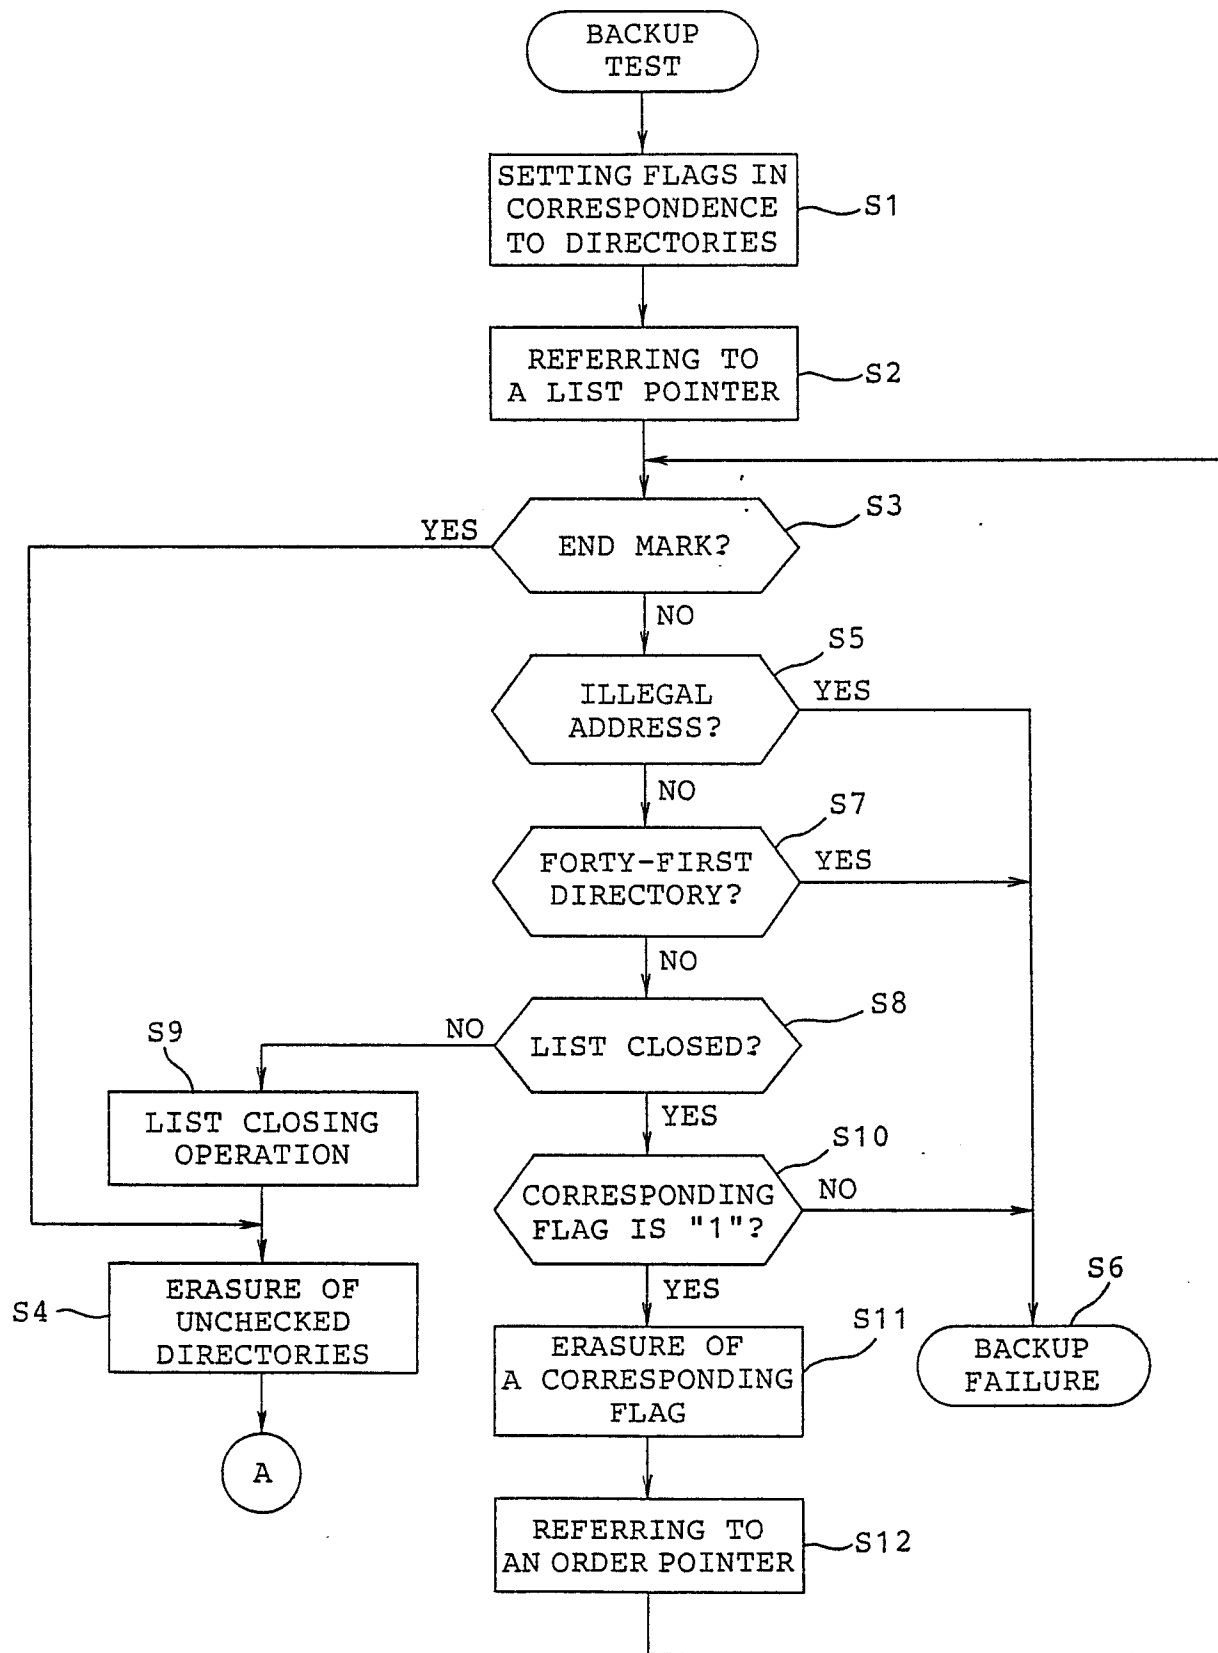 BACKUP
TEST
SETTING FLAGS IN
CORRESPONDENCE
TO DIRECTORIES
S1
REFERRING TO
A LIST POINTER
S2
S3
YES
END MARK?
NO
S5
ILLEGAL
ADDRESS?
YES
NO
S7
FORTY-FIRST
DIRECTORY?
YES
NO
S8
LIST CLOSED?
NO
S9
LIST CLOSING
OPERATION
YES
S10
CORRESPONDING
FLAG IS "1"?
NO
YES
S4
ERASURE OF
UNCHECKED
DIRECTORIES
S6
BACKUP
FAILURE
S11
ERASURE OF
A CORRESPONDING
FLAG
A
REFERRING TO
AN ORDER POINTER
S12